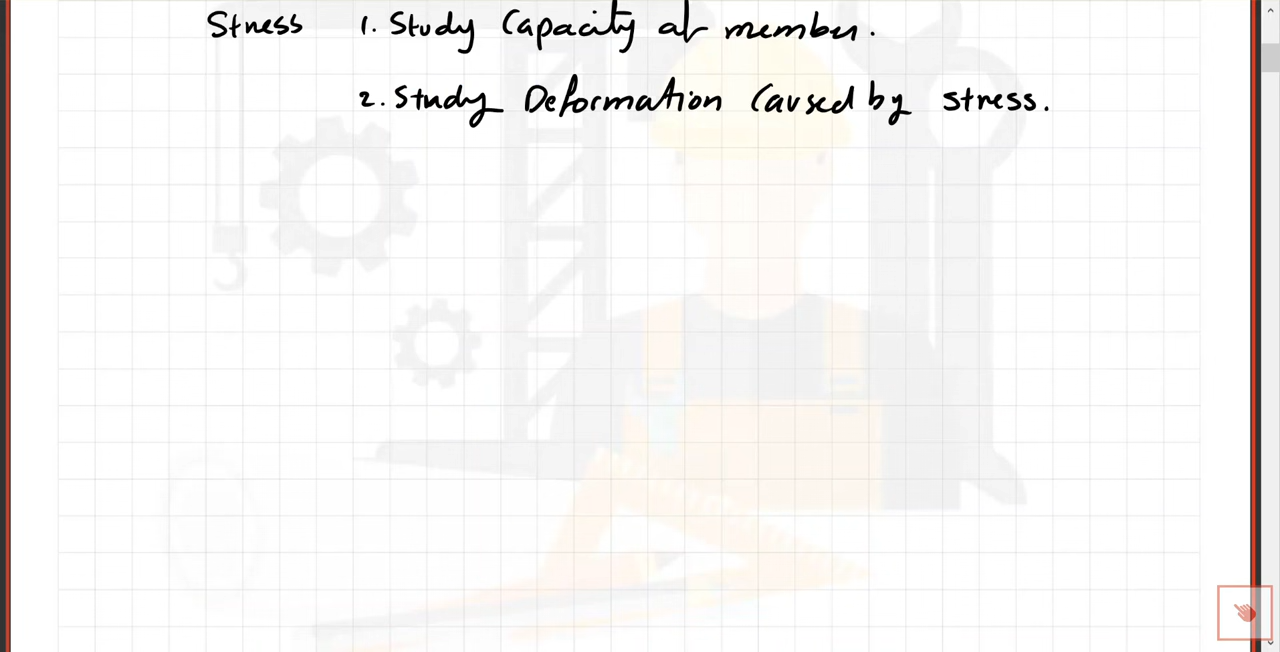 Stress 1. Study Capacity of member.
2. Study Deformation Caused by stress.